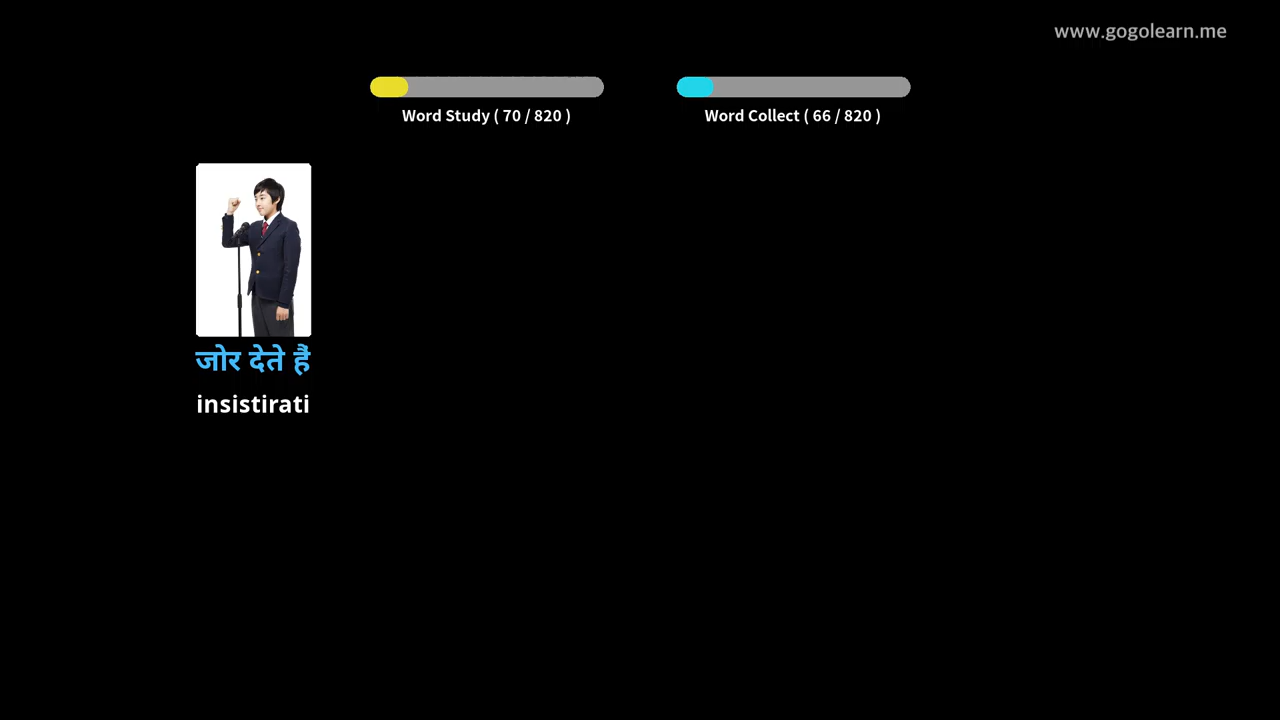 www.gogolearn.me
Word Study ( 70 / 820 )
Word Collect ( 66 / 820 )
जोर देते हैं
insistirati